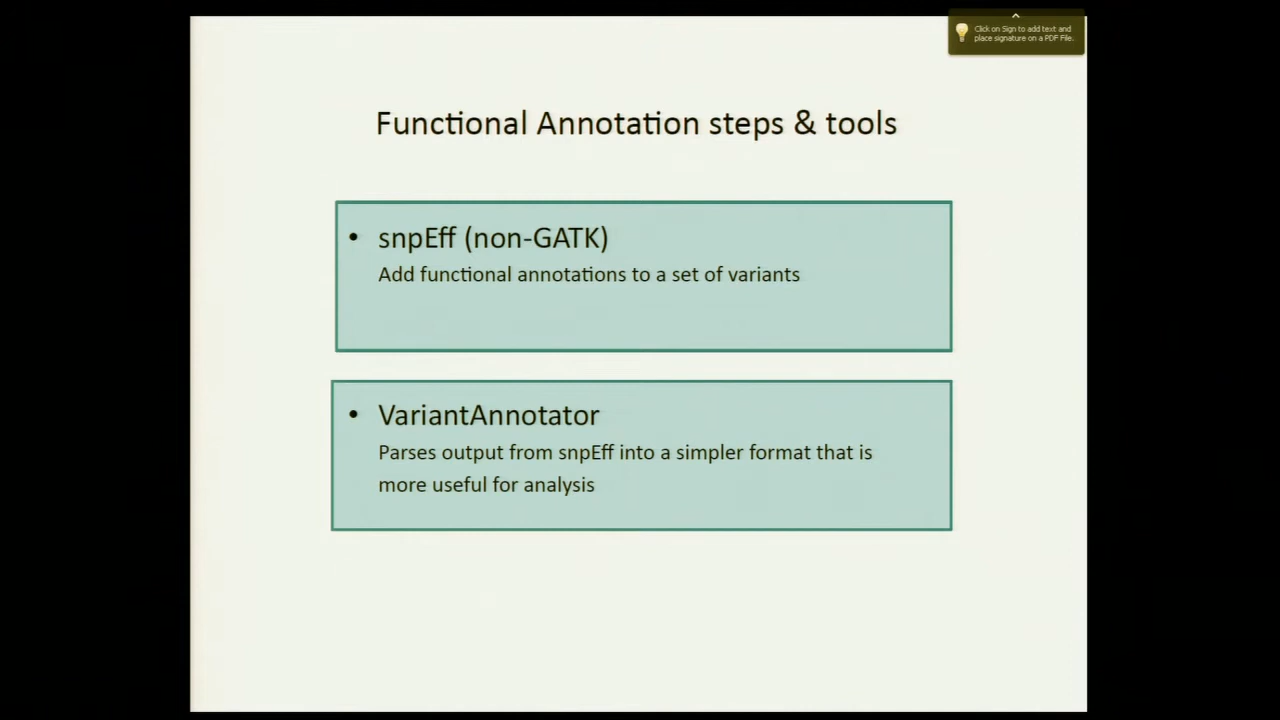 Click on Sign to add text and
place signature on a PDF File.
Functional Annotation steps & tools
• snpEff (non-GATK)
Add functional annotations to a set of variants
• VariantAnnotator
Parses output from snpEff into a simpler format that is
more useful for analysis